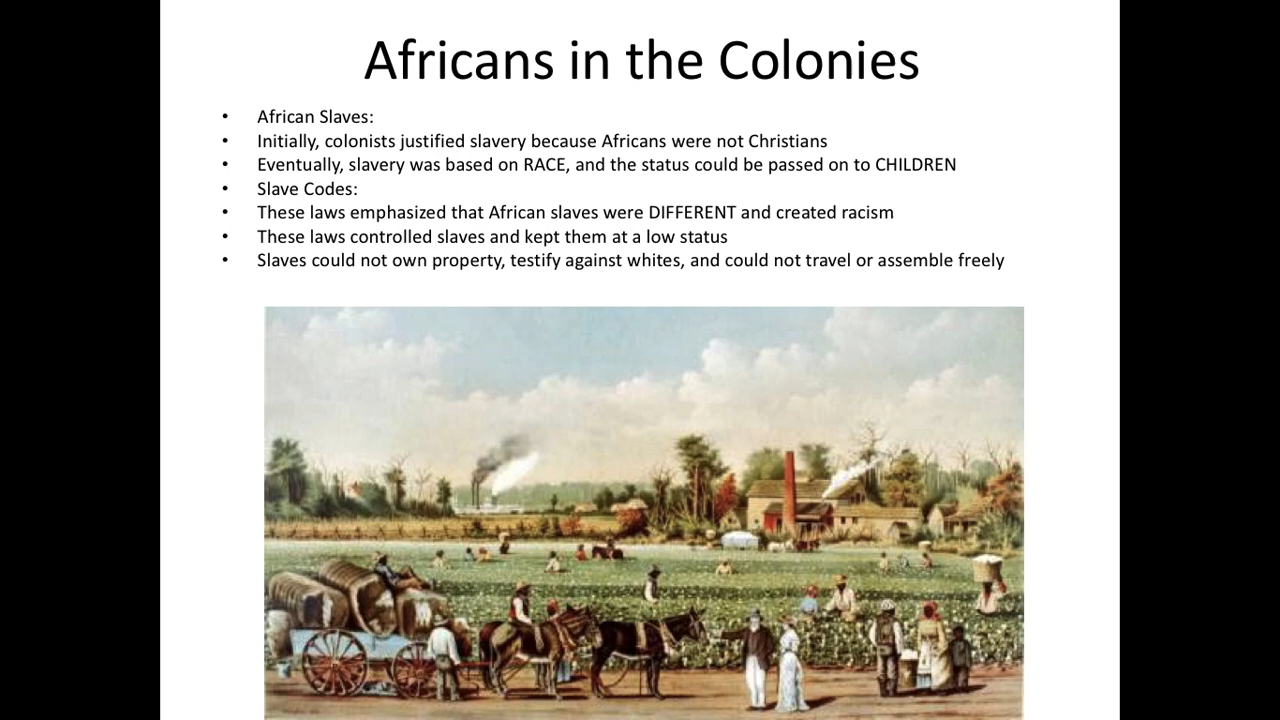 Africans in the Colonies
• African Slaves:
• Initially, colonists justified slavery because Africans were not Christians
• Eventually, slavery was based on RACE, and the status could be passed on to CHILDREN
• Slave Codes:
• These laws emphasized that African slaves were DIFFERENT and created racism
• These laws controlled slaves and kept them at a low status
• Slaves could not own property, testify against whites, and could not travel or assemble freely